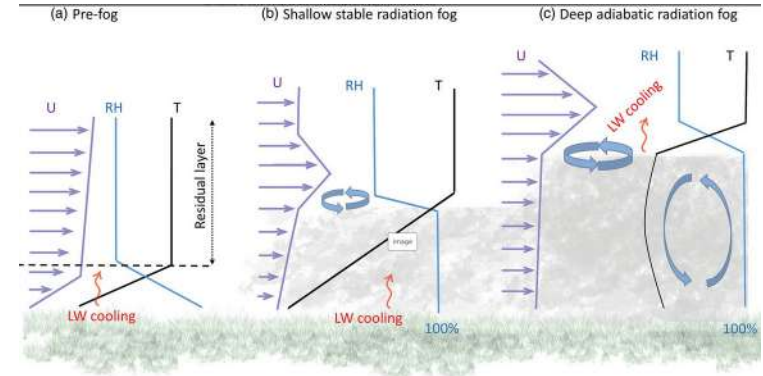 (a) Pre-fog
(b) Shallow stable radiation fog
(c) Deep adiabatic radiation fog
U
RH
T
Residual layer
LW cooling
U
RH
T
image
LW cooling
100%
U
RH
T
LW cooling
100%